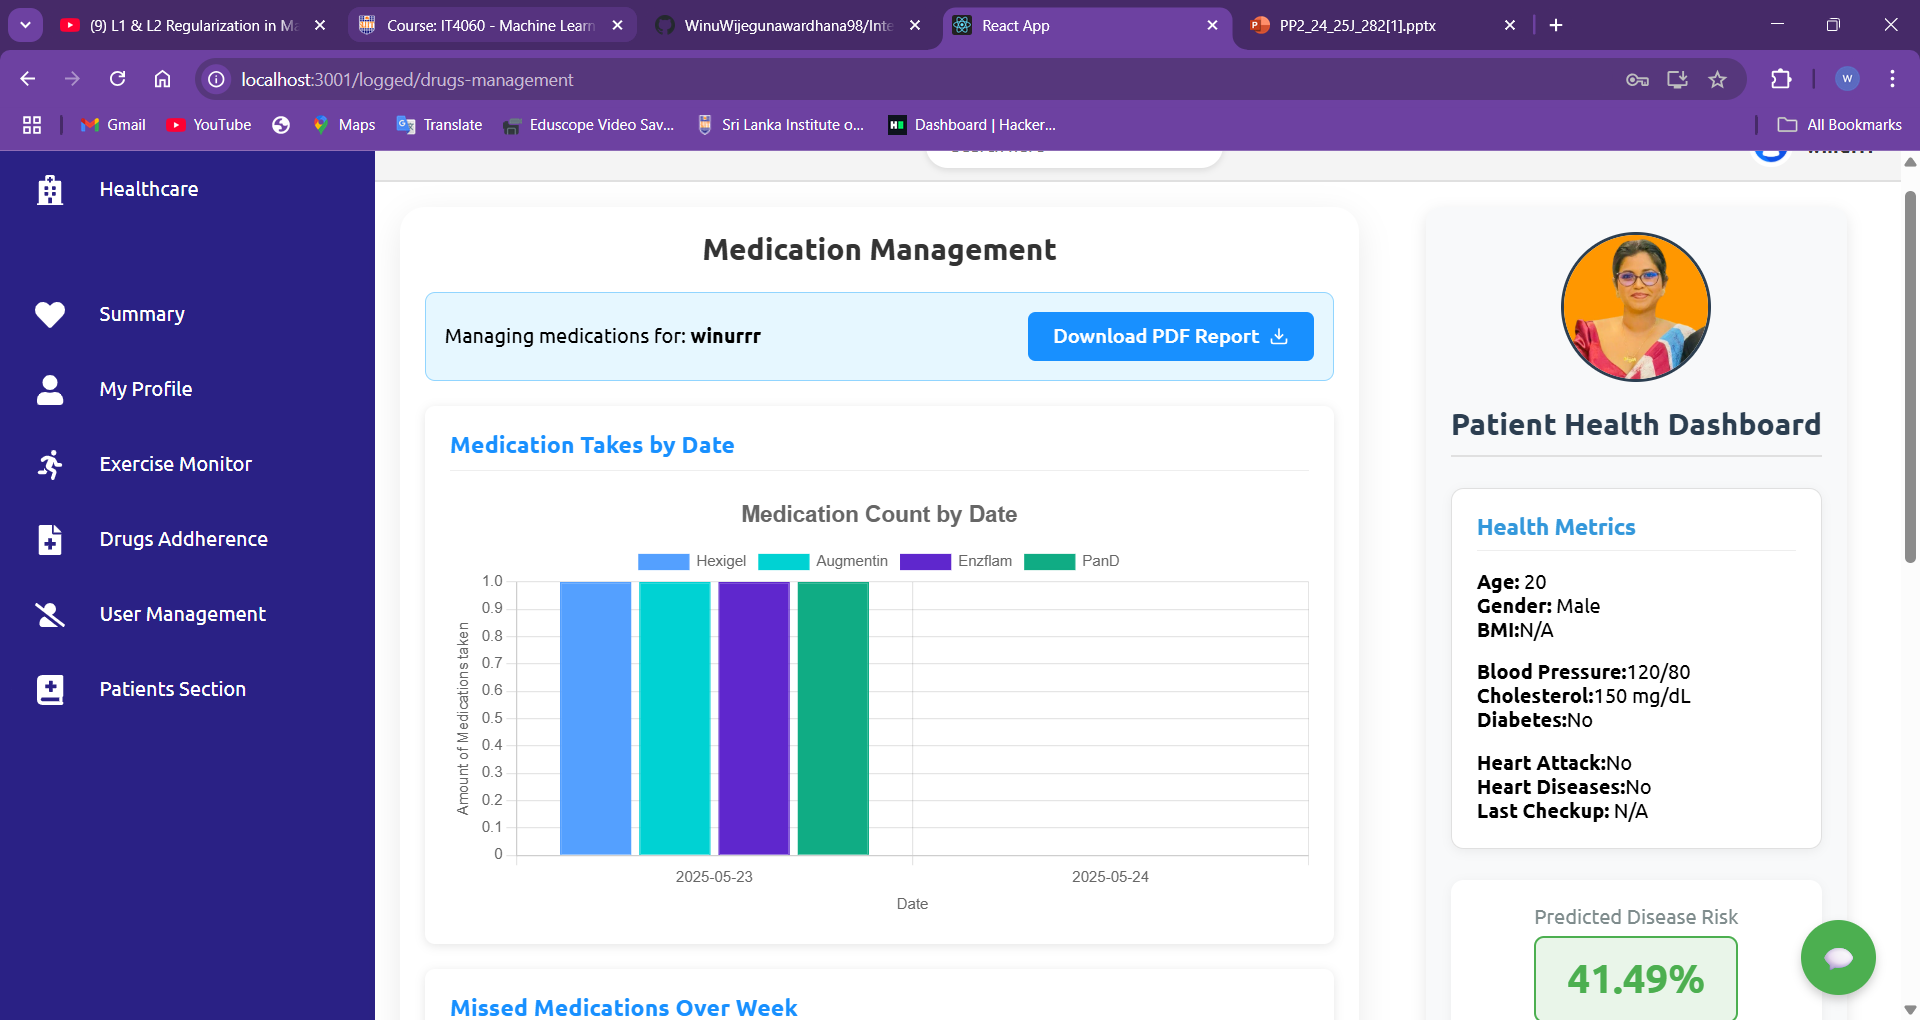 (9) L1 & L2 Regularization in Ma
Course: IT4060 - Machine Learn
WinuWijegunawardhana98/Inte
React App
PP2_24_25J_282[1].pptx
localhost:3001/logged/drugs-management
W
Gmail
YouTube
Maps
Translate
Eduscope Video Sav...
Sri Lanka Institute o...
Dashboard | Hacker...
All Bookmarks
Healthcare
Summary
My Profile
Exercise Monitor
Drugs Addherence
User Management
Patients Section
Medication Management
Managing medications for: winurrr
Download PDF Report
Medication Takes by Date
Medication Count by Date
Hexigel Augmentin Enzflam PanD
Amount of Medications taken
1.0
0.9
0.8
0.7
0.6
0.5
0.4
0.3
0.2
0.1
0
2025-05-23 2025-05-24
Date
Missed Medications Over Week
Patient Health Dashboard
Health Metrics
Age: 20
Gender: Male
BMI:N/A
Blood Pressure:120/80
Cholesterol:150 mg/dL
Diabetes:No
Heart Attack:No
Heart Diseases:No
Last Checkup: N/A
Predicted Disease Risk
41.49%